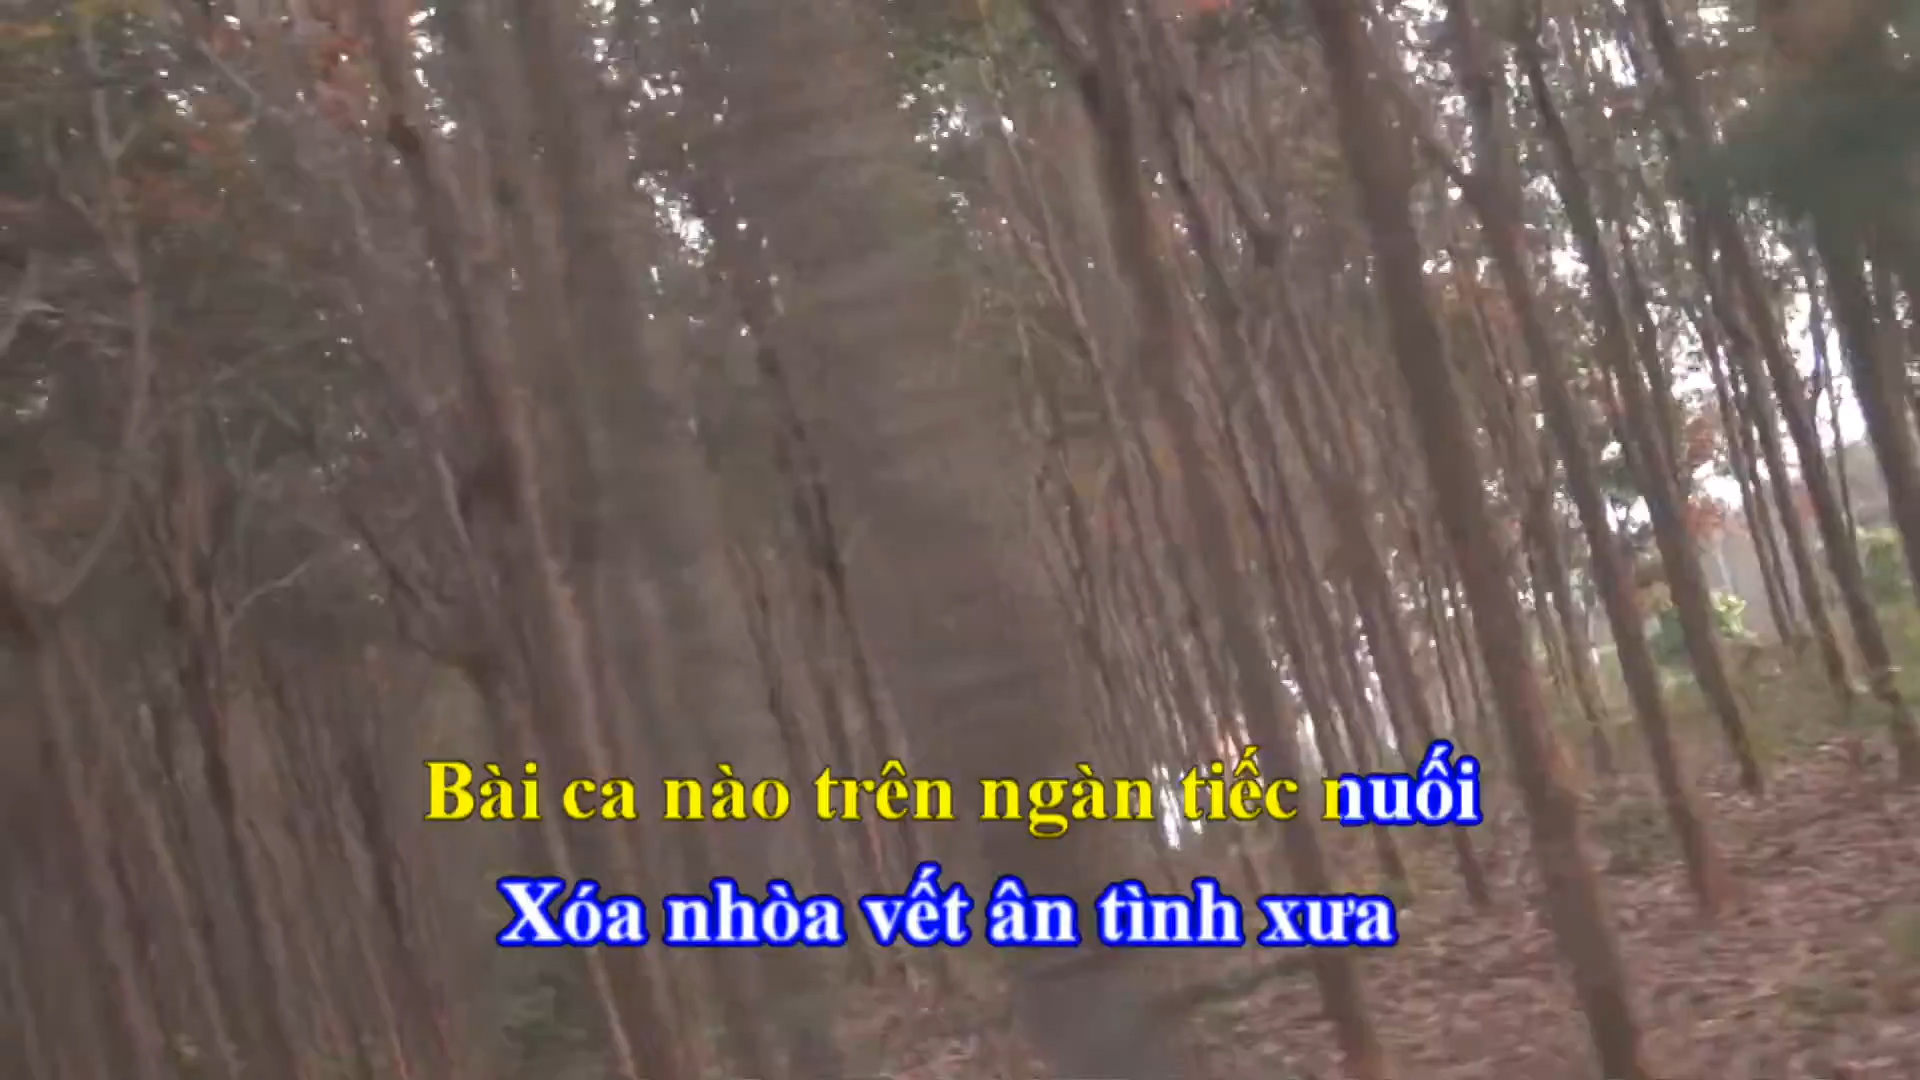 Bài ca nào trên ngàn tiếc nuối
Xóa nhòa vết ân tình xưa